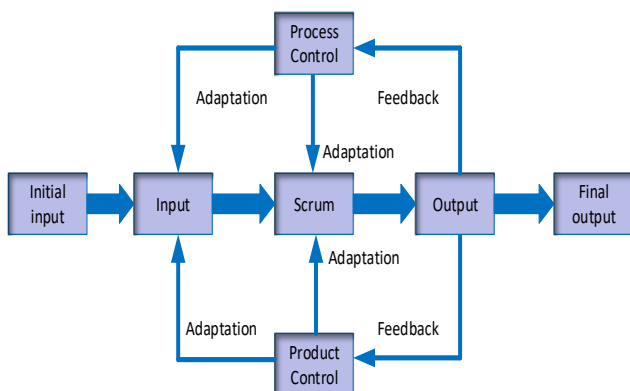 Process
Control
Adaptation
Feedback
Adaptation
Initial
input
Input
Scrum
Output
Final
output
Adaptation
Adaptation
Feedback
Product
Control